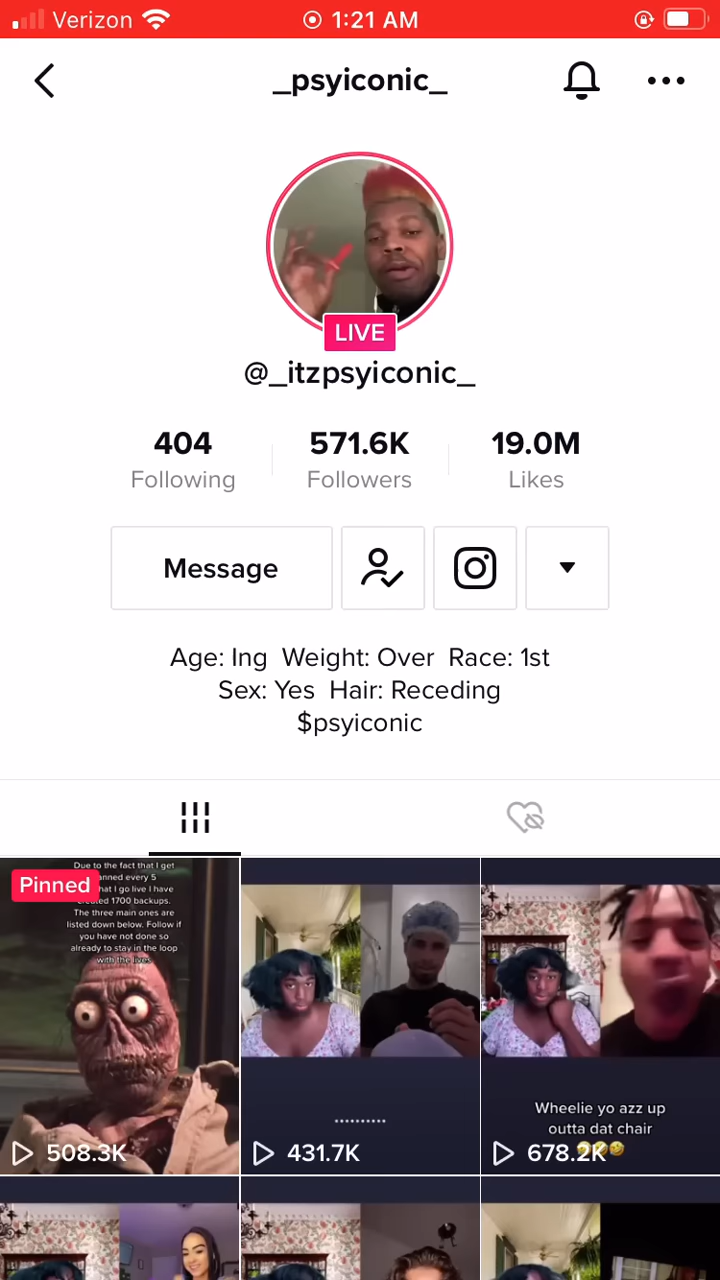 Verizon 1:21 AM
_psyiconic_
LIVE
@_itzpsyiconic_
404 571.6K 19.0M
Following Followers Likes
Message
Age: Ing Weight: Over Race: 1st
Sex: Yes Hair: Receding
$psyiconic
Pinned
Due to the fact that I get
every 5
that I go live I have
1700 backups.
The three main ones are
listed down below. Follow if
you have not done so
already to stay in the loop
with the lives
508.3K
..........
431.7K
Wheelie yo azz up
outta dat chair
678.2K